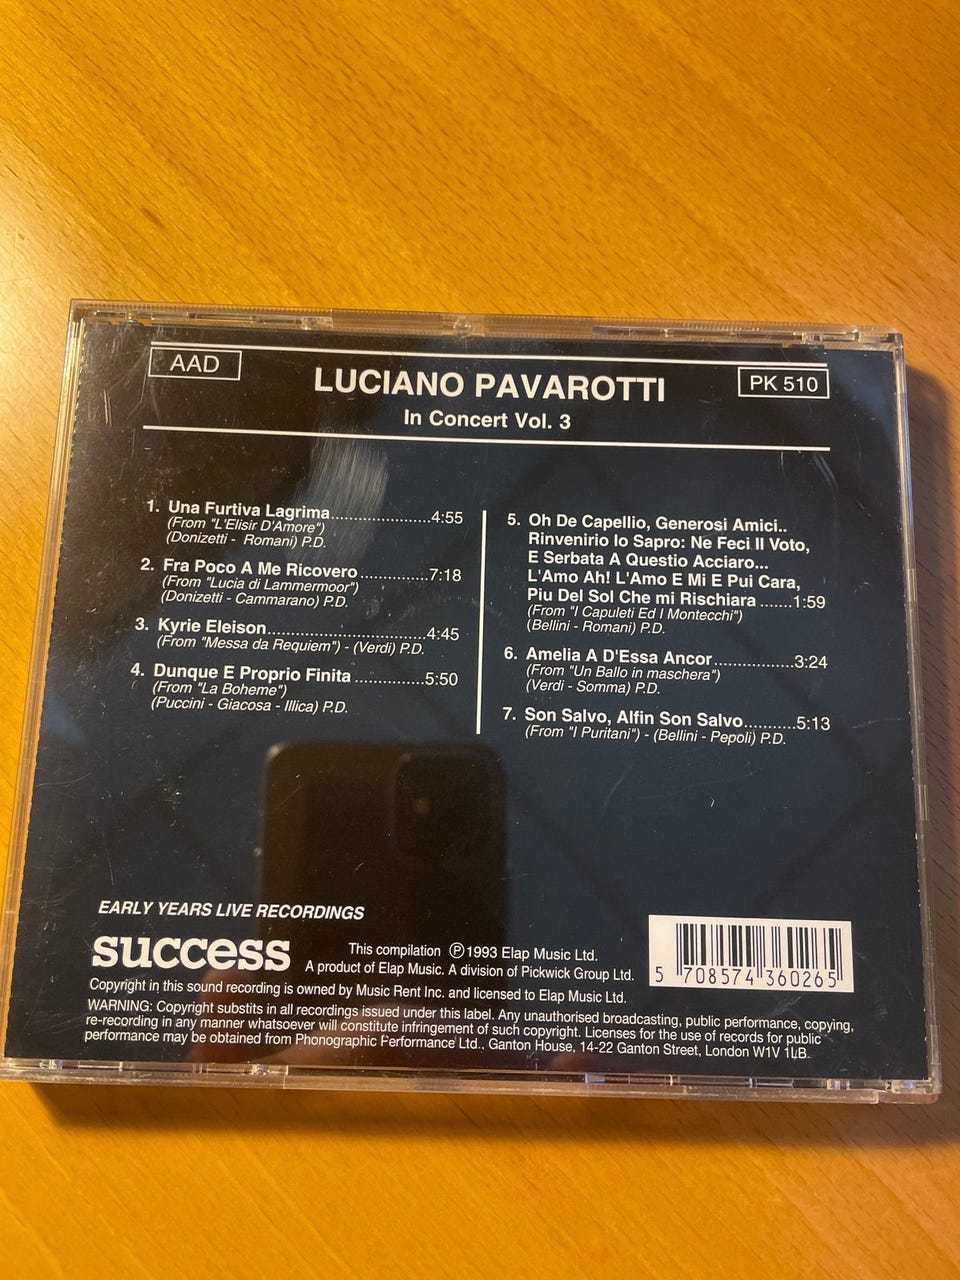 AAD
LUCIANO PAVAROTTI
PK 510
In Concert Vol. 3
1. Una Furtiva Lagrima....................4:55
(From "L'Elisir D'Amore")
(Donizetti - Romani) P.D.
2. Fra Poco A Me Ricovero..............7:18
(From "Lucia di Lammermoor")
(Donizetti - Cammarano) P.D.
3. Kyrie Eleison................................4:45
(From "Messa da Requiem") - (Verdi) P.D.
4. Dunque E Proprio Finita ..............5:50
(From "La Boheme")
(Puccini - Giacosa - Illica) P.D.
5. Oh De Capellio, Generosi Amici..
Rinvenirio Io Sapro: Ne Feci Il Voto,
E Serbata A Questio Acciaro...
L'Amo Ah! L'Amo E Mi E Pui Cara,
Piu Del Sol Che mi Rischiara .......1:59
(From "I Capuleti Ed I Montecchi")
(Bellini - Romani) P.D.
6. Amelia A D'Essa Ancor................3:24
(From "Un Ballo in maschera")
(Verdi - Somma) P.D.
7. Son Salvo, Alfin Son Salvo..........5:13
(From "I Puritani") - (Bellini - Pepoli) P.D.
EARLY YEARS LIVE RECORDINGS
success
This compilation ℗ 1993 Elap Music Ltd.
A product of Elap Music. A division of Pickwick Group Ltd.
5 708574 360265
Copyright in this sound recording is owned by Music Rent Inc. and licensed to Elap Music Ltd.
WARNING: Copyright substits in all recordings issued under this label. Any unauthorised broadcasting, public performance, copying,
re-recording in any manner whatsoever will constitute infringement of such copyright. Licenses for the use of records for public
performance may be obtained from Phonographic Ferformance Ltd., Ganton House, 14-22 Ganton Street, London W1V 1LB.